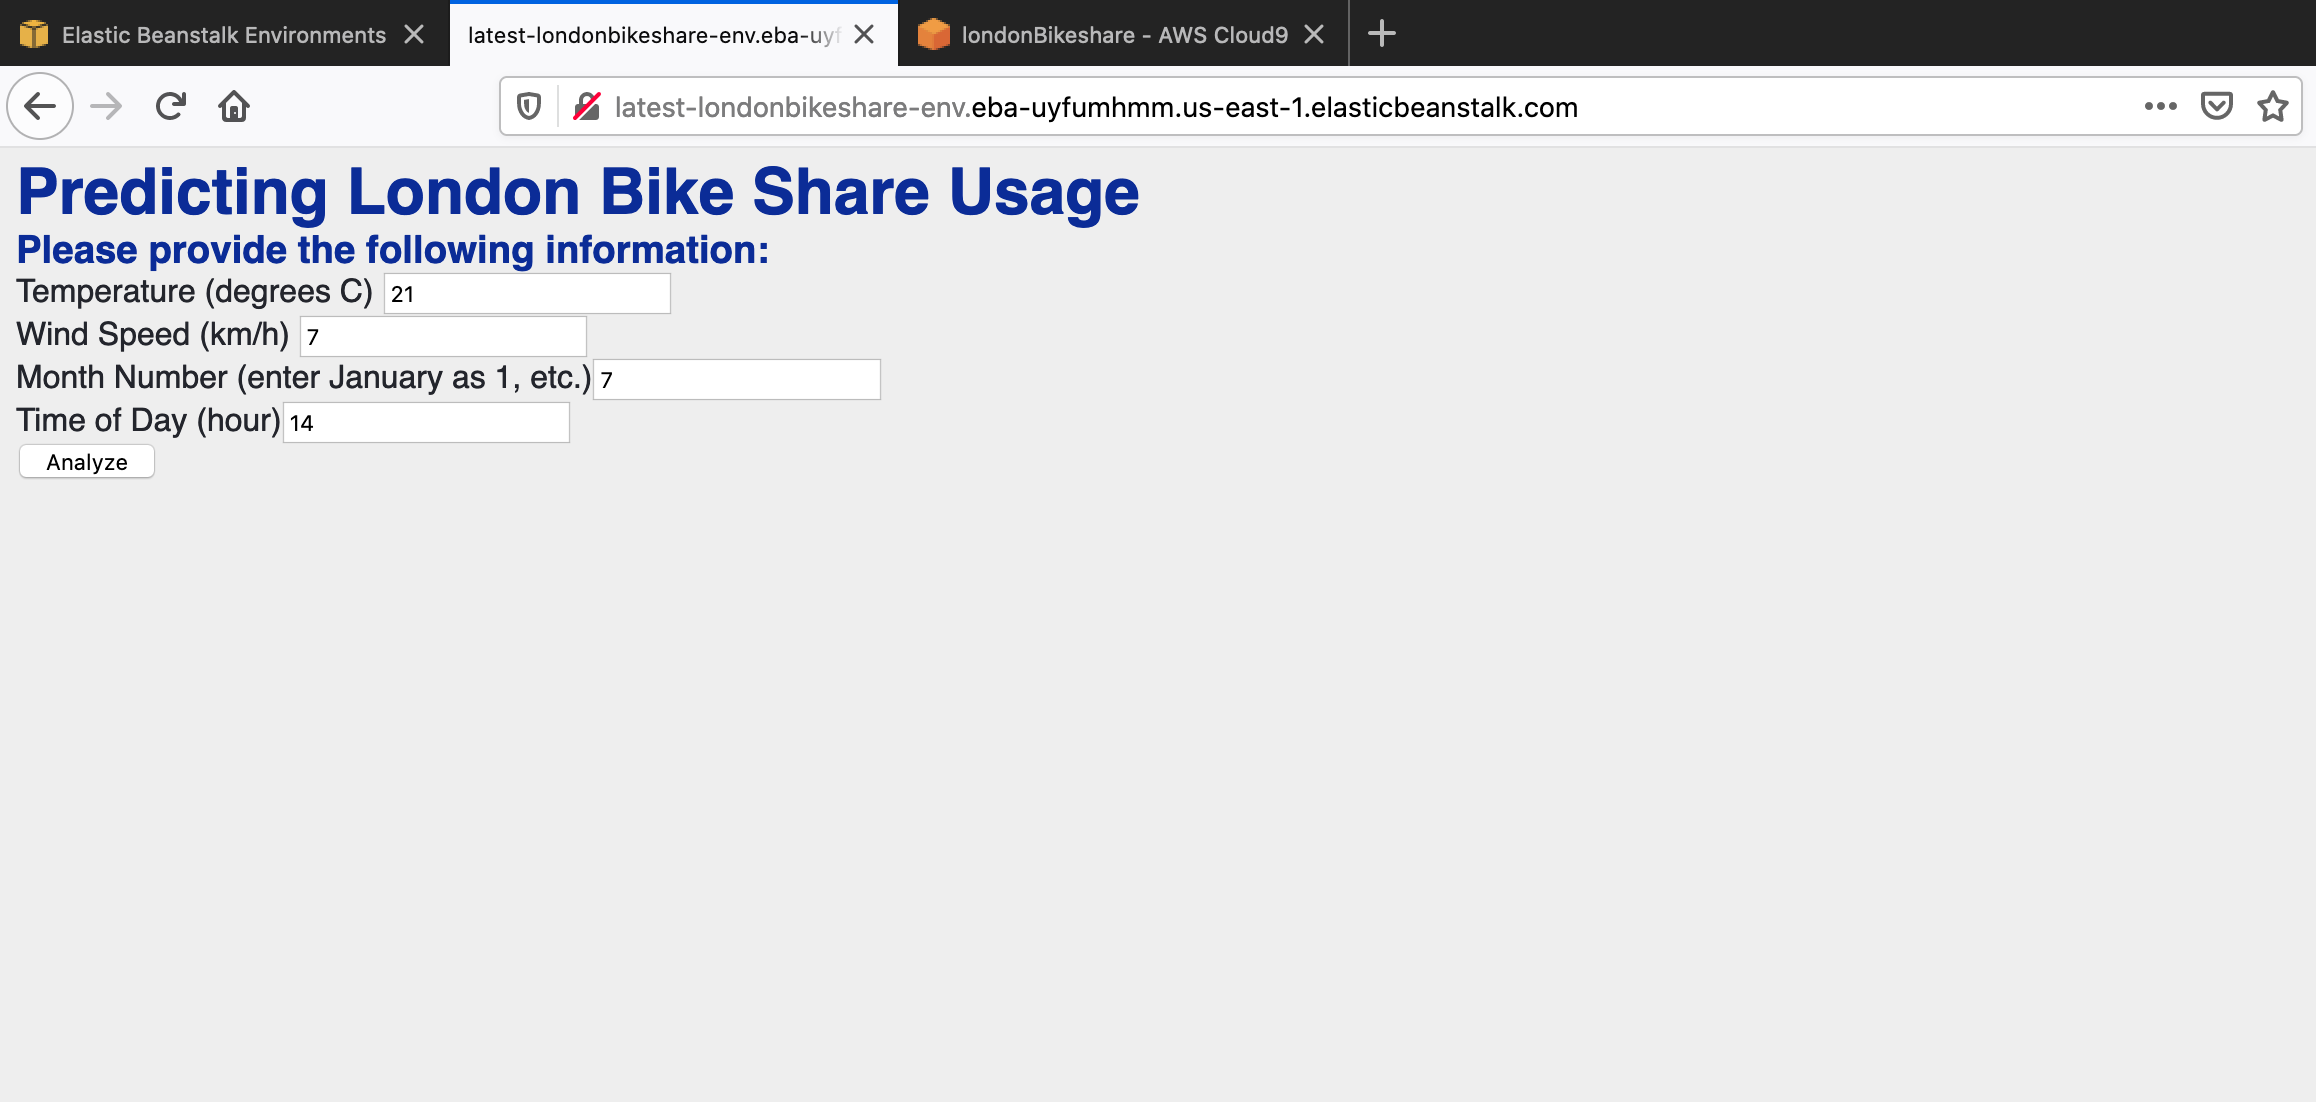 Elastic Beanstalk Environments
latest-londonbikeshare-env.eba-uyf
londonBikeshare - AWS Cloud9
latest-londonbikeshare-env.eba-uyfumhmm.us-east-1.elasticbeanstalk.com
Predicting London Bike Share Usage
Please provide the following information:
Temperature (degrees C) 21
Wind Speed (km/h) 7
Month Number (enter January as 1, etc.) 7
Time of Day (hour) 14
Analyze